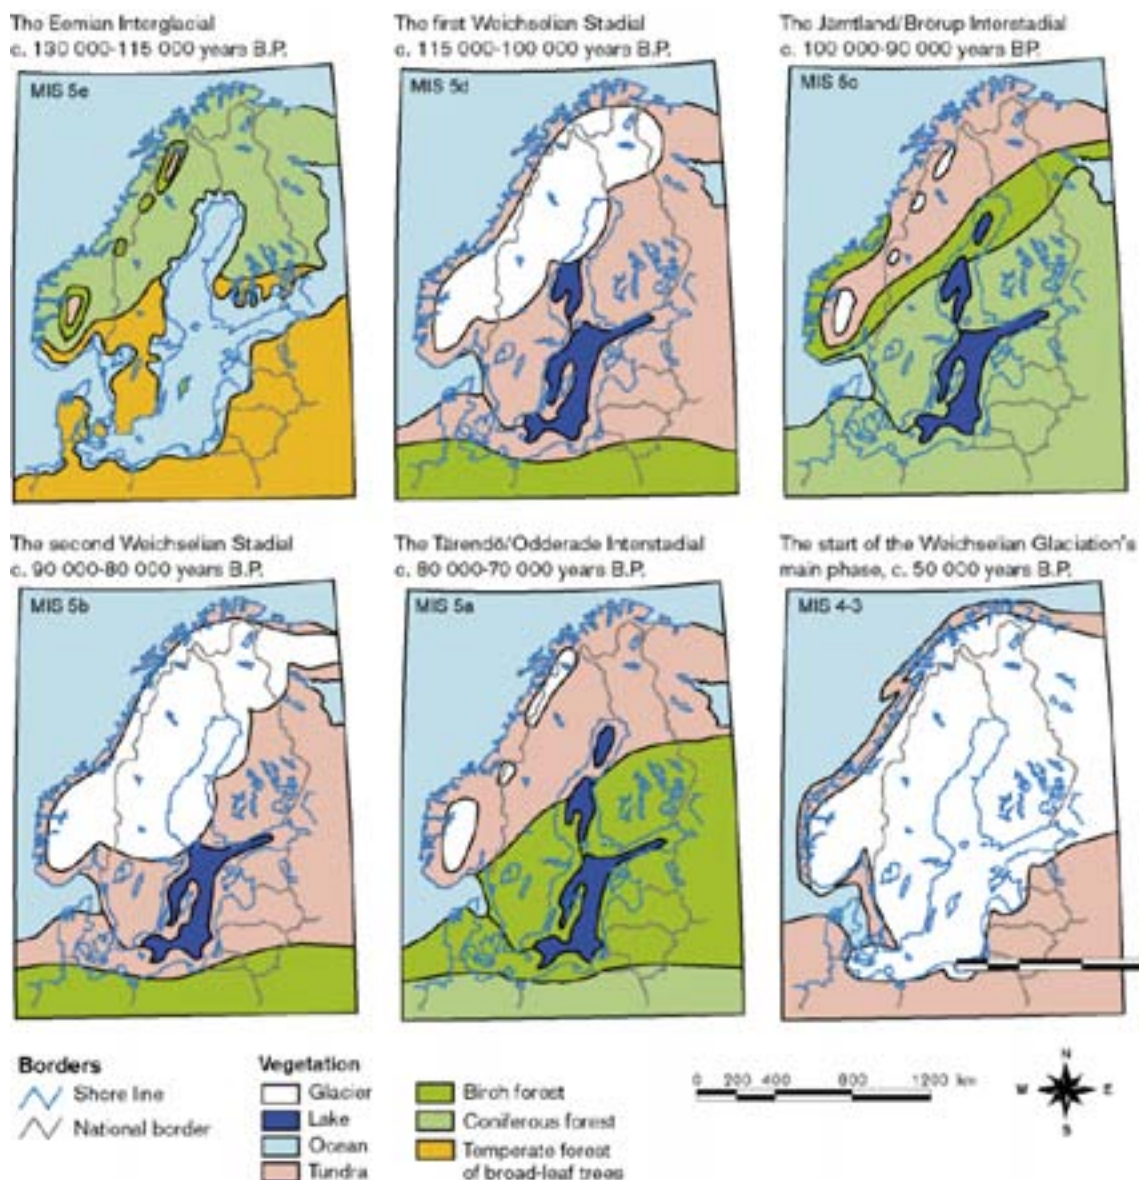 The Eemian Interglacial
c. 130 000-115 000 years B.P.
MIS 5e
The first Weichselian Stadial
c. 115 000-100 000 years B.P.
MIS 5d
The Jämtland/Brörup Interstadial
c. 100 000-90 000 years BP.
MIS 5c
The second Weichselian Stadial
c. 90 000-80 000 years B.P.
MIS 5b
The Tärendö/Odderade Interstadial
c. 80 000-70 000 years B.P.
MIS 5a
The start of the Weichselian Glaciation's
main phase, c. 50 000 years B.P.
MIS 4-3
Borders
Shore line
National border
Vegetation
Glacier
Lake
Ocean
Tundra
Birch forest
Coniferous forest
Temperate forest
of broad-leaf trees
0 200 400 800 1200 km
N
W E
S